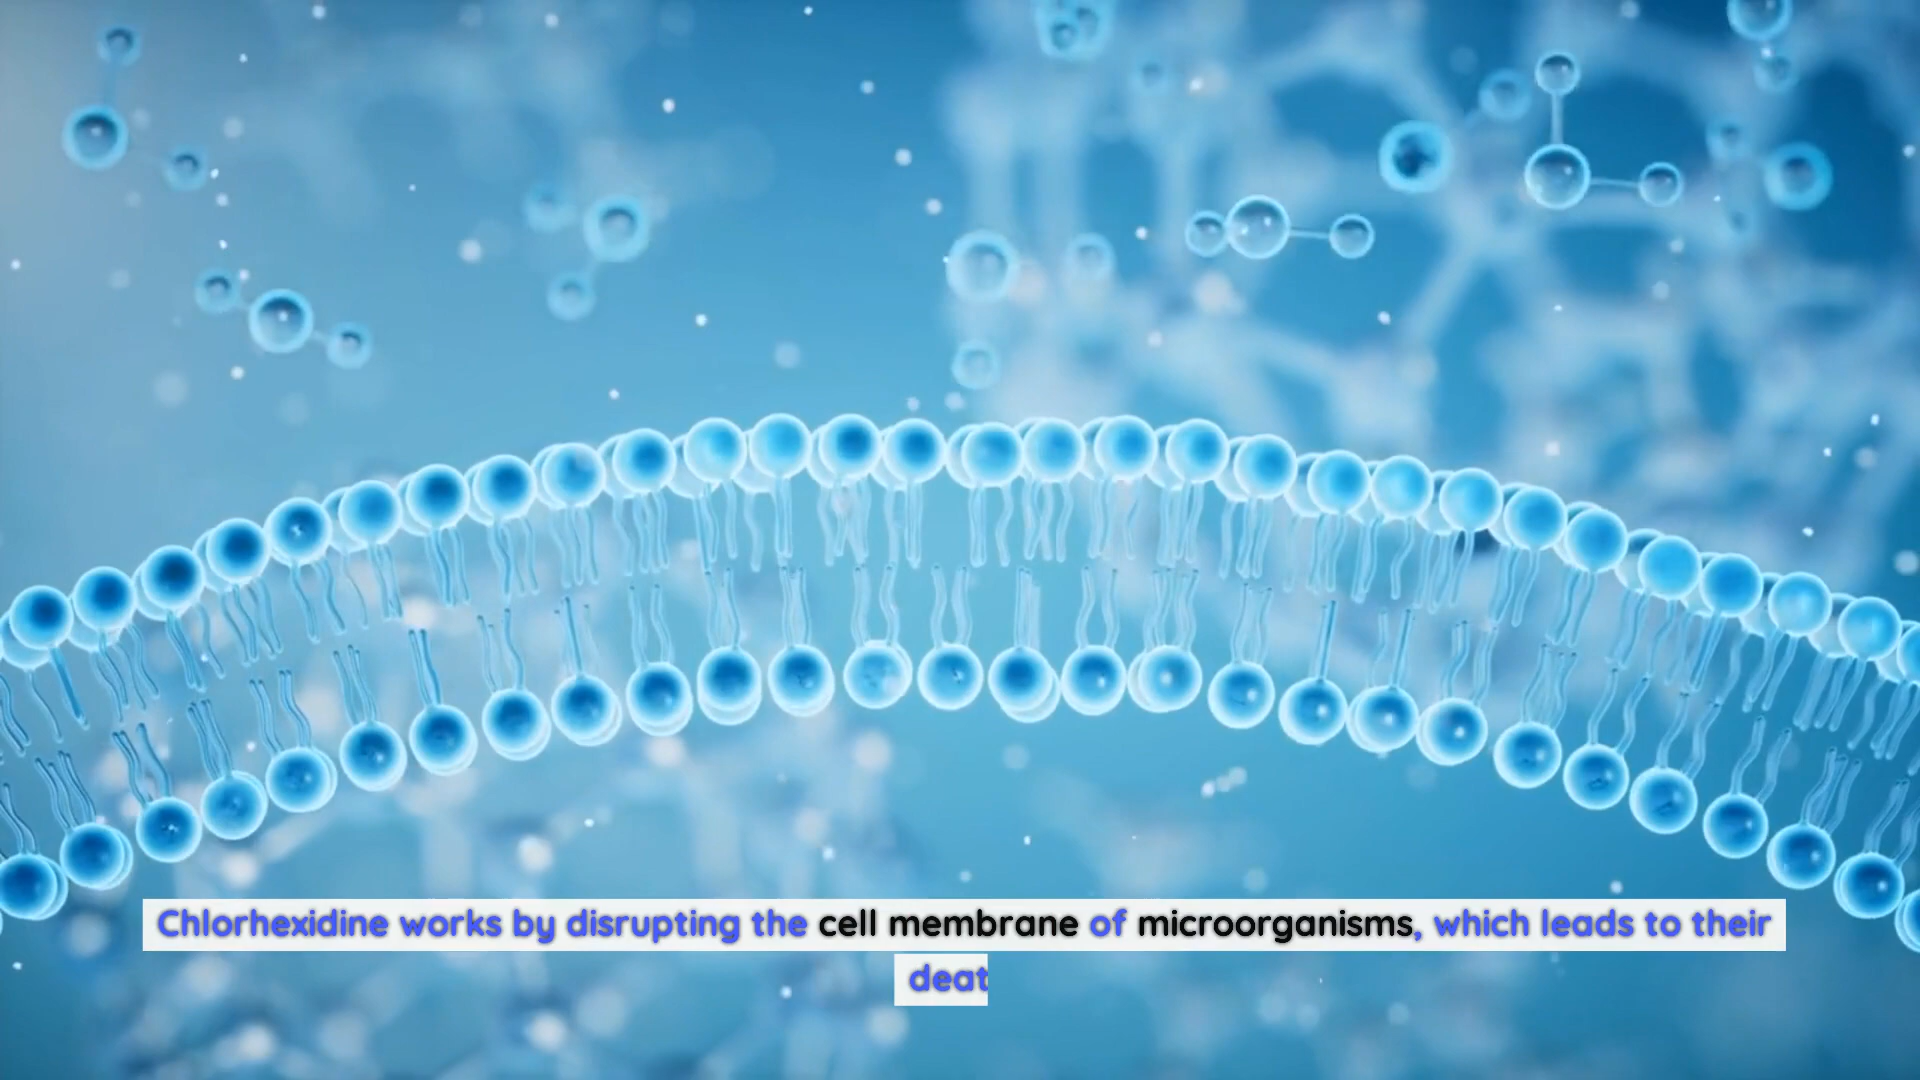 Chlorhexidine works by disrupting the cell membrane of microorganisms, which leads to their
deat